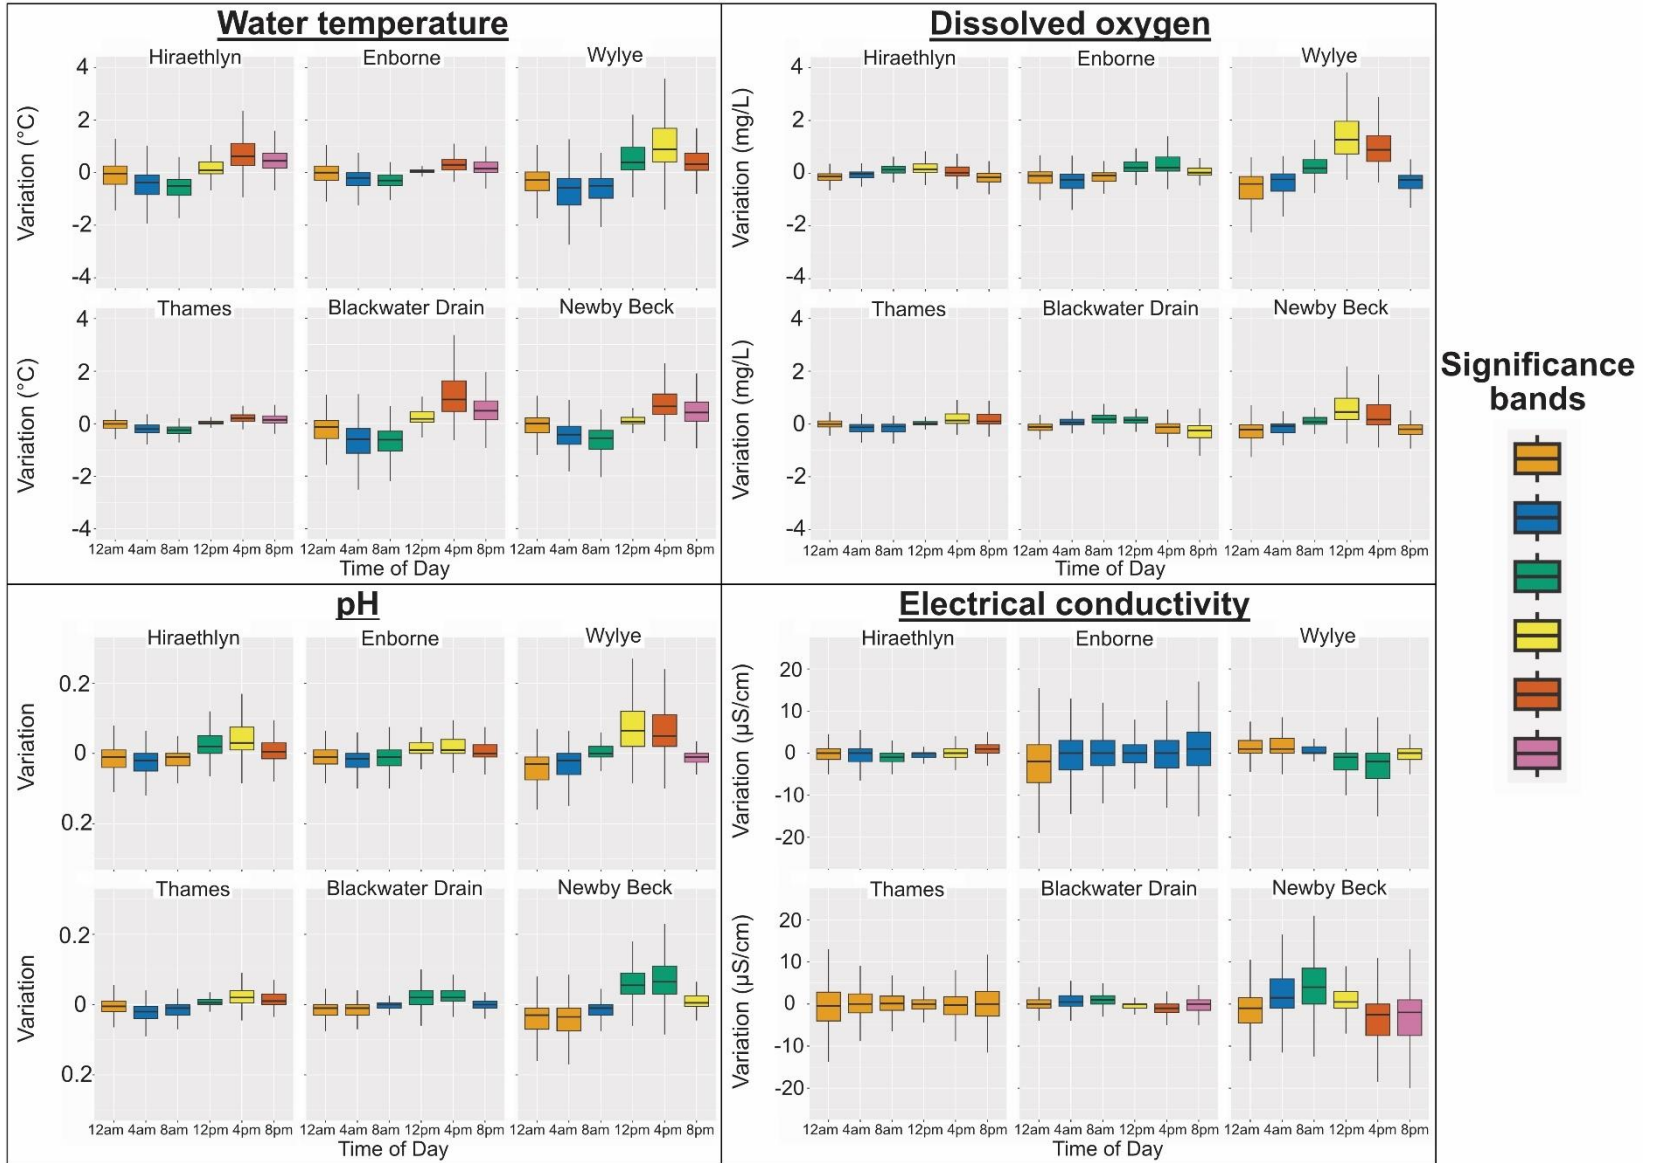 Water temperature
Hiraethlyn Enborne Wylye
Variation (°C)
4
2
0
-2
-4
Thames Blackwater Drain Newby Beck
Variation (°C)
4
2
0
-2
-4
12am 4am 8am 12pm 4pm 8pm 12am 4am 8am 12pm 4pm 8pm 12am 4am 8am 12pm 4pm 8pm
Time of Day
Dissolved oxygen
Hiraethlyn Enborne Wylye
Variation (mg/L)
4
2
0
-2
-4
Thames Blackwater Drain Newby Beck
Variation (mg/L)
4
2
0
-2
-4
12am 4am 8am 12pm 4pm 8pm 12am 4am 8am 12pm 4pm 8pm 12am 4am 8am 12pm 4pm 8pm
Time of Day
pH
Hiraethlyn Enborne Wylye
Variation
0.2
0
0.2
Thames Blackwater Drain Newby Beck
Variation
0.2
0
0.2
12am 4am 8am 12pm 4pm 8pm 12am 4am 8am 12pm 4pm 8pm 12am 4am 8am 12pm 4pm 8pm
Time of Day
Electrical conductivity
Hiraethlyn Enborne Wylye
Variation (µS/cm)
20
10
0
-10
-20
Thames Blackwater Drain Newby Beck
Variation (µS/cm)
20
10
0
-10
-20
12am 4am 8am 12pm 4pm 8pm 12am 4am 8am 12pm 4pm 8pm 12am 4am 8am 12pm 4pm 8pm
Time of Day
Significance
bands